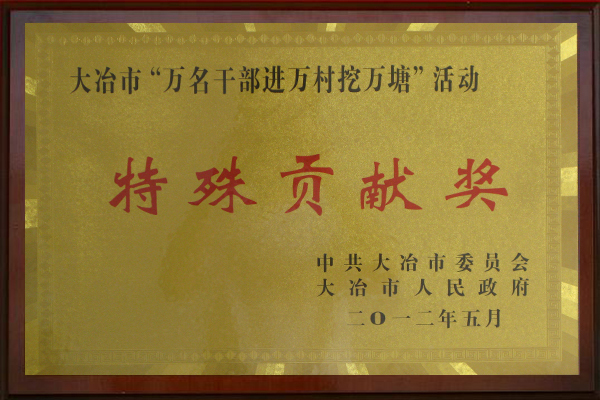 大冶市“万名干部进万村挖万塘”活动
特殊贡献奖
中共大冶市委员会
大冶市人民政府
二〇一二年五月